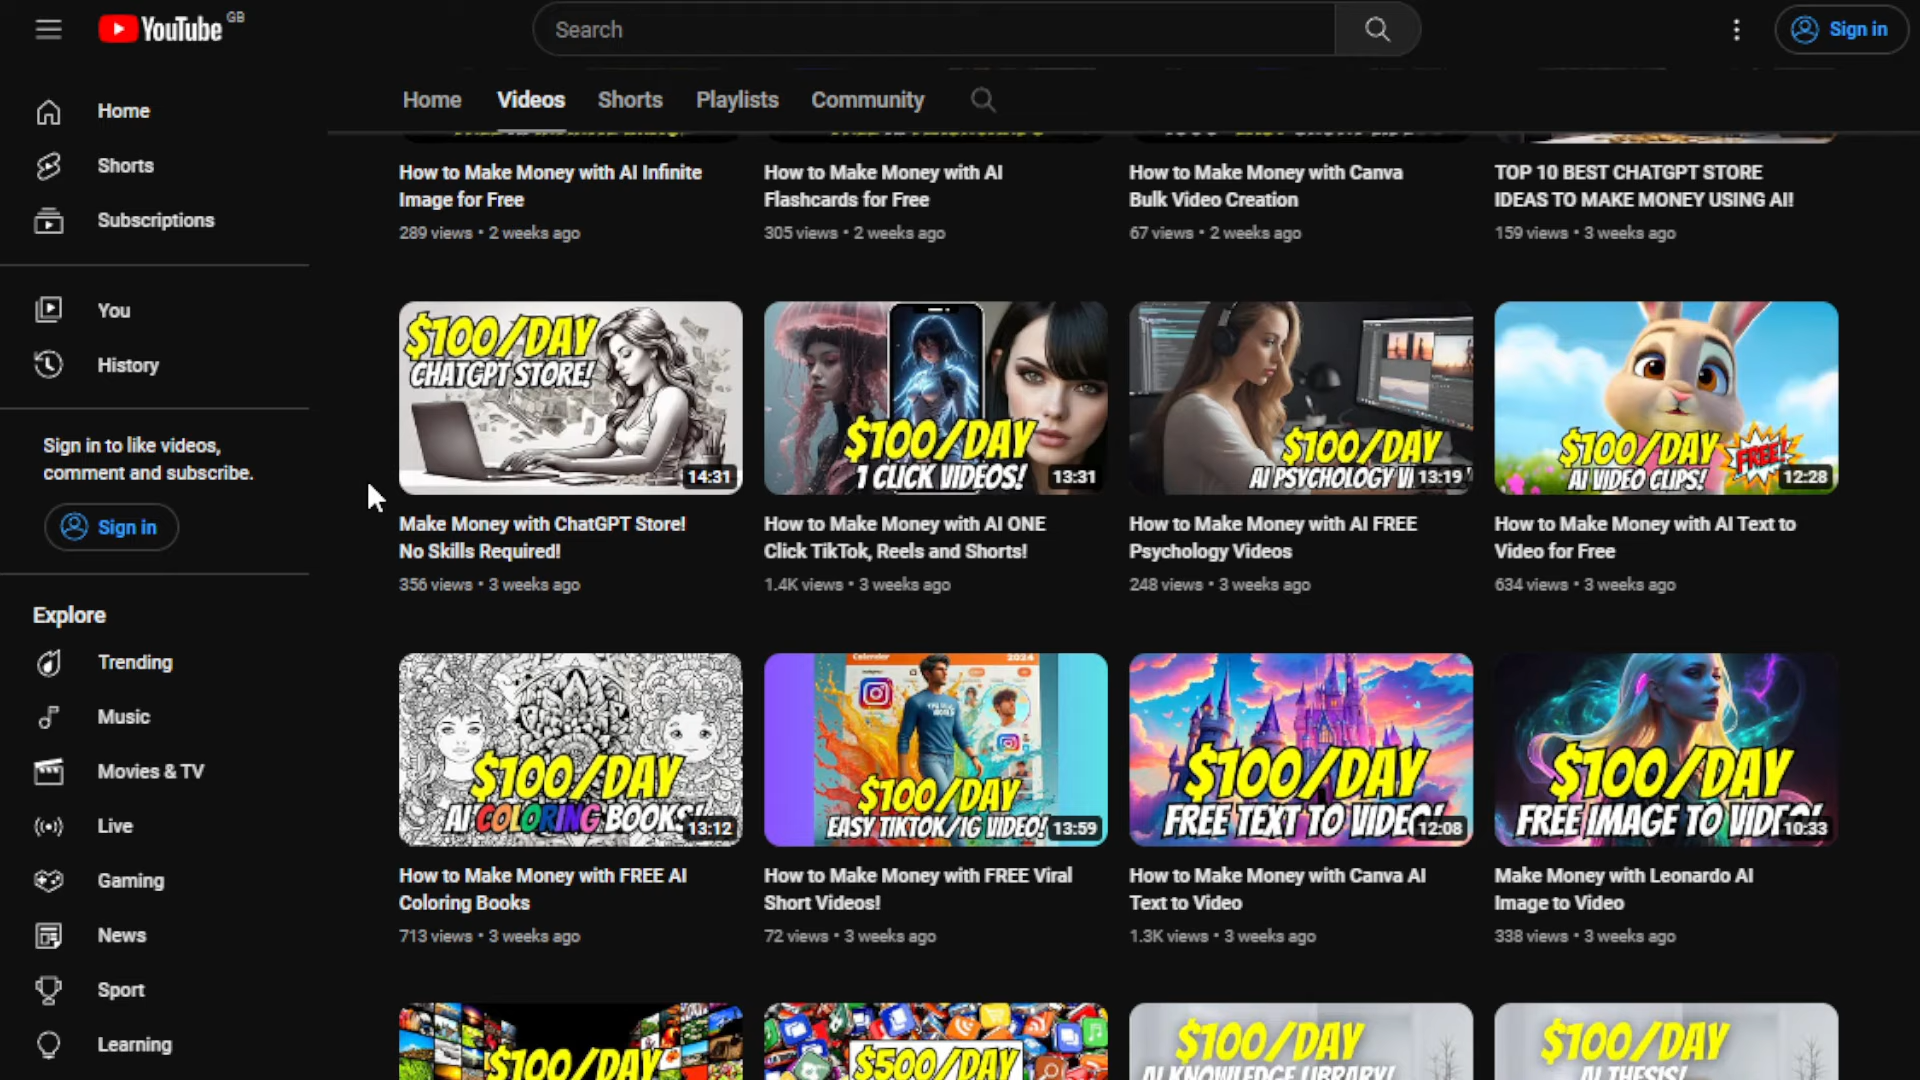 YouTube GB
Search
Sign in
Home
Shorts
Subscriptions
You
History
Sign in to like videos,
comment and subscribe.
Sign in
Explore
Trending
Music
Movies & TV
Live
Gaming
News
Sport
Learning
Home Videos Shorts Playlists Community
How to Make Money with AI Infinite
Image for Free
289 views • 2 weeks ago
How to Make Money with AI
Flashcards for Free
305 views • 2 weeks ago
How to Make Money with Canva
Bulk Video Creation
67 views • 2 weeks ago
TOP 10 BEST CHATGPT STORE
IDEAS TO MAKE MONEY USING AI!
159 views • 3 weeks ago
$100/DAY
CHATGPT STORE!
14:31
Make Money with ChatGPT Store!
No Skills Required!
356 views • 3 weeks ago
$100/DAY
1 CLICK VIDEOS!
13:31
How to Make Money with AI ONE
Click TikTok, Reels and Shorts!
1.4K views • 3 weeks ago
$100/DAY
AI PSYCHOLOGY VI
13:19
How to Make Money with AI FREE
Psychology Videos
248 views • 3 weeks ago
$100/DAY
FREE!
AI VIDEO CLIPS!
12:28
How to Make Money with AI Text to
Video for Free
634 views • 3 weeks ago
$100/DAY
AI COLORING BOOKS!
13:12
How to Make Money with FREE AI
Coloring Books
713 views • 3 weeks ago
Calendar 2024
$100/DAY
EASY TIKTOK/IG VIDEO!
13:59
How to Make Money with FREE Viral
Short Videos!
72 views • 3 weeks ago
$100/DAY
FREE TEXT TO VIDEO!
12:08
How to Make Money with Canva AI
Text to Video
1.3K views • 3 weeks ago
$100/DAY
FREE IMAGE TO VIDEO!
10:33
Make Money with Leonardo AI
Image to Video
338 views • 3 weeks ago
$100/DAY
$500/DAY
$100/DAY
AI KNOWLEDGE LIBRARY!
$100/DAY
AI THESIS!